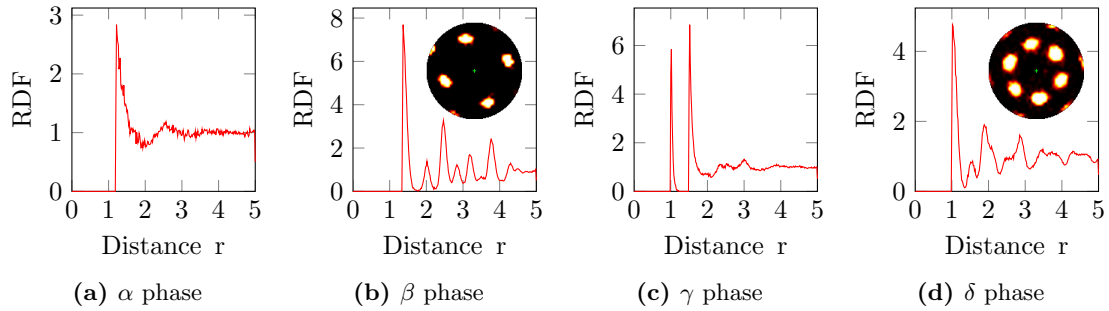 3
2
1
0
RDF
0 1 2 3 4 5
Distance r
(a) α phase
8
6
4
2
0
RDF
0 1 2 3 4 5
Distance r
(b) β phase
6
4
2
0
RDF
0 1 2 3 4 5
Distance r
(c) γ phase
4
2
0
RDF
0 1 2 3 4 5
Distance r
(d) δ phase